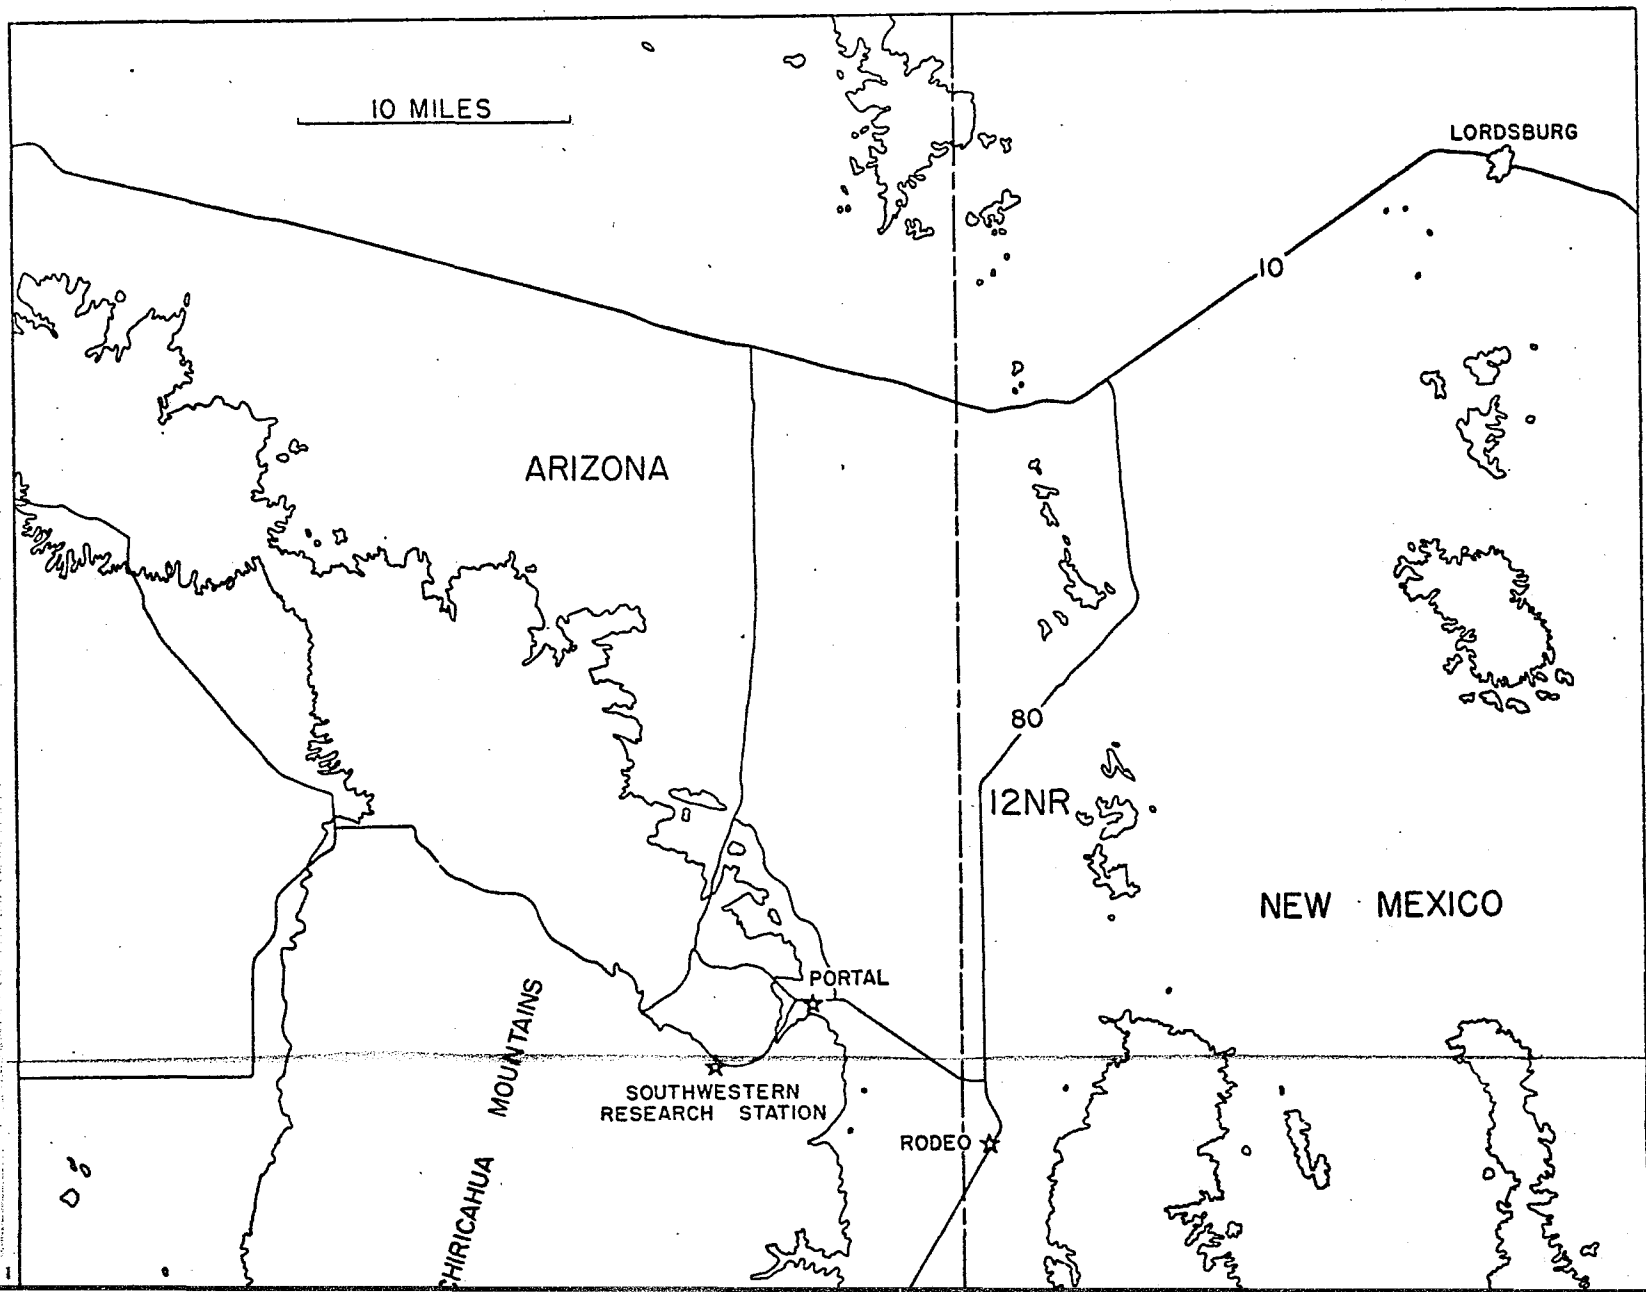 10 MILES
LORDSBURG
10
ARIZONA
80
12NR
NEW MEXICO
PORTAL
CHIRICAHUA MOUNTAINS
SOUTHWESTERN
RESEARCH STATION
RODEO